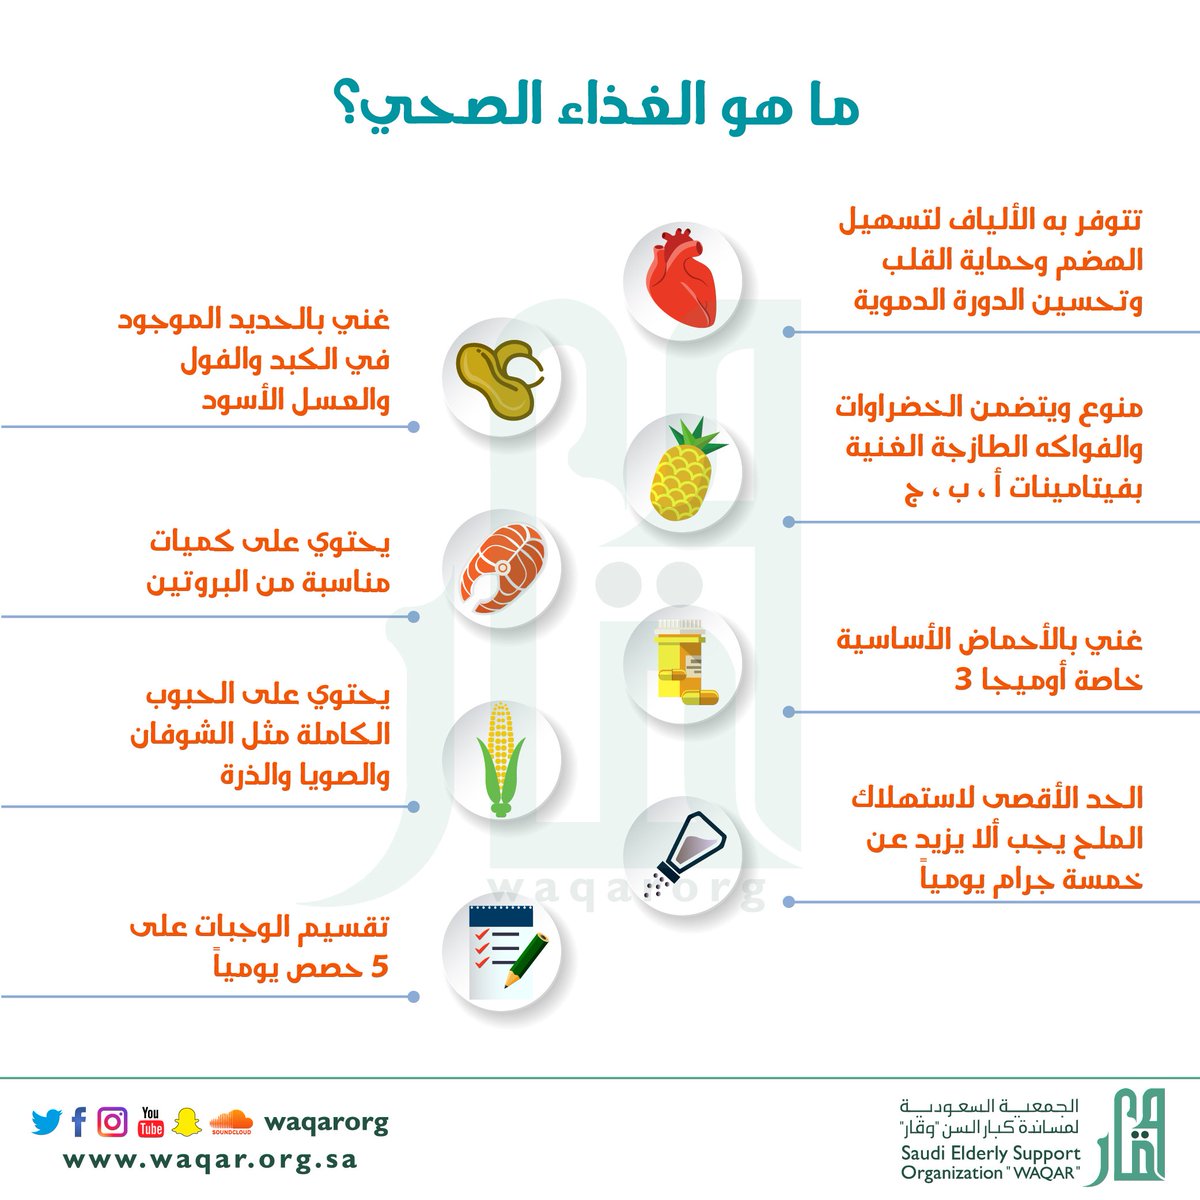 ما هو الغذاء الصحي؟
تتوفر به الألياف لتسهيل
الهضم وحماية القلب
وتحسين الدورة الدموية
غني بالحديد الموجود
في الكبد والفول
والعسل الأسود
منوع ويتضمن الخضراوات
والفواكه الطازجة الغنية
بفيتامينات أ ، ب ، ج
يحتوي على كميات
مناسبة من البروتين
غني بالأحماض الأساسية
خاصة أوميجا 3
يحتوي على الحبوب
الكاملة مثل الشوفان
والصويا والذرة
الحد الأقصى لاستهلاك
الملح يجب ألا يزيد عن
خمسة جرام يومياً
تقسيم الوجبات على
5 حصص يومياً
وقار
waqarorg
You
Tube
SOUNDCLOUD
waqarorg
www.waqar.org.sa
الجمعية السعودية
لمساندة كبار السن "وقار"
Saudi Elderly Support
Organization "WAQAR"
وقار